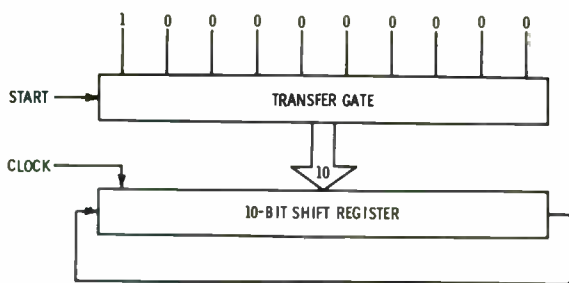 1 0 0 0 0 0 0 0 0 0
START
TRANSFER GATE
CLOCK
10
10-BIT SHIFT REGISTER